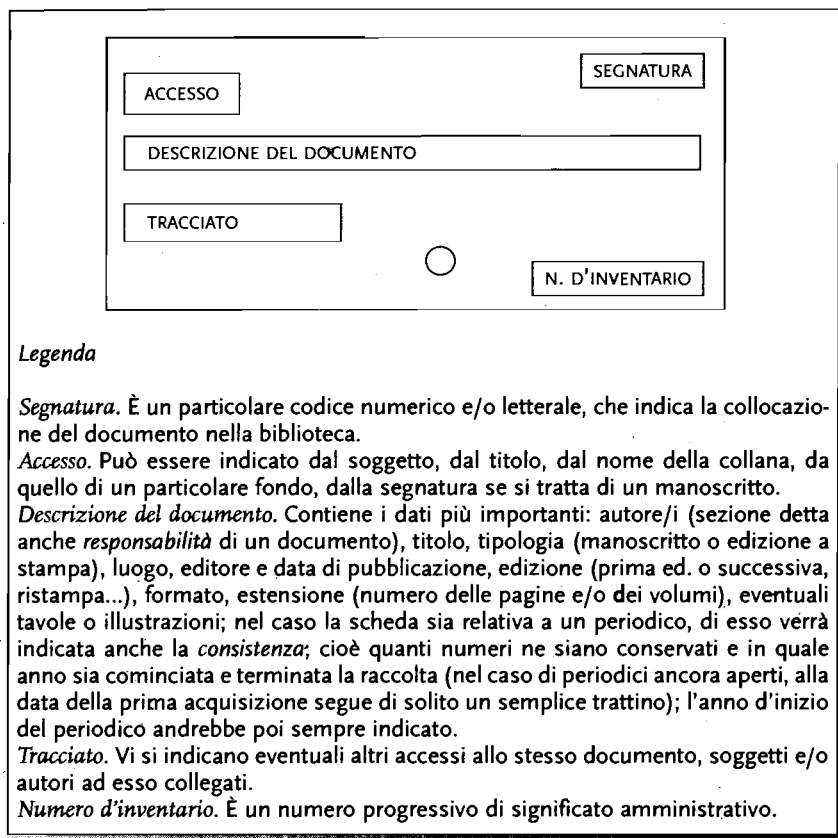 SEGNATURA
ACCESSO
DESCRIZIONE DEL DOCUMENTO
TRACCIATO
N. D'INVENTARIO
Legenda
Segnatura. È un particolare codice numerico e/o letterale, che indica la collocazio-
ne del documento nella biblioteca.
Accesso. Può essere indicato dal soggetto, dal titolo, dal nome della collana, da
quello di un particolare fondo, dalla segnatura se si tratta di un manoscritto.
Descrizione del documento. Contiene i dati più importanti: autore/i (sezione detta
anche responsabilità di un documento), titolo, tipologia (manoscritto o edizione a
stampa), luogo, editore e data di pubblicazione, edizione (prima ed. o successiva,
ristampa...), formato, estensione (numero delle pagine e/o dei volumi), eventuali
tavole o illustrazioni; nel caso la scheda sia relativa a un periodico, di esso verrà
indicata anche la consistenza; cioè quanti numeri ne siano conservati e in quale
anno sia cominciata e terminata la raccolta (nel caso di periodici ancora aperti, alla
data della prima acquisizione segue di solito un semplice trattino); l'anno d'inizio
del periodico andrebbe poi sempre indicato.
Tracciato. Vi si indicano eventuali altri accessi allo stesso documento, soggetti e/o
autori ad esso collegati.
Numero d'inventario. È un numero progressivo di significato amministrativo.